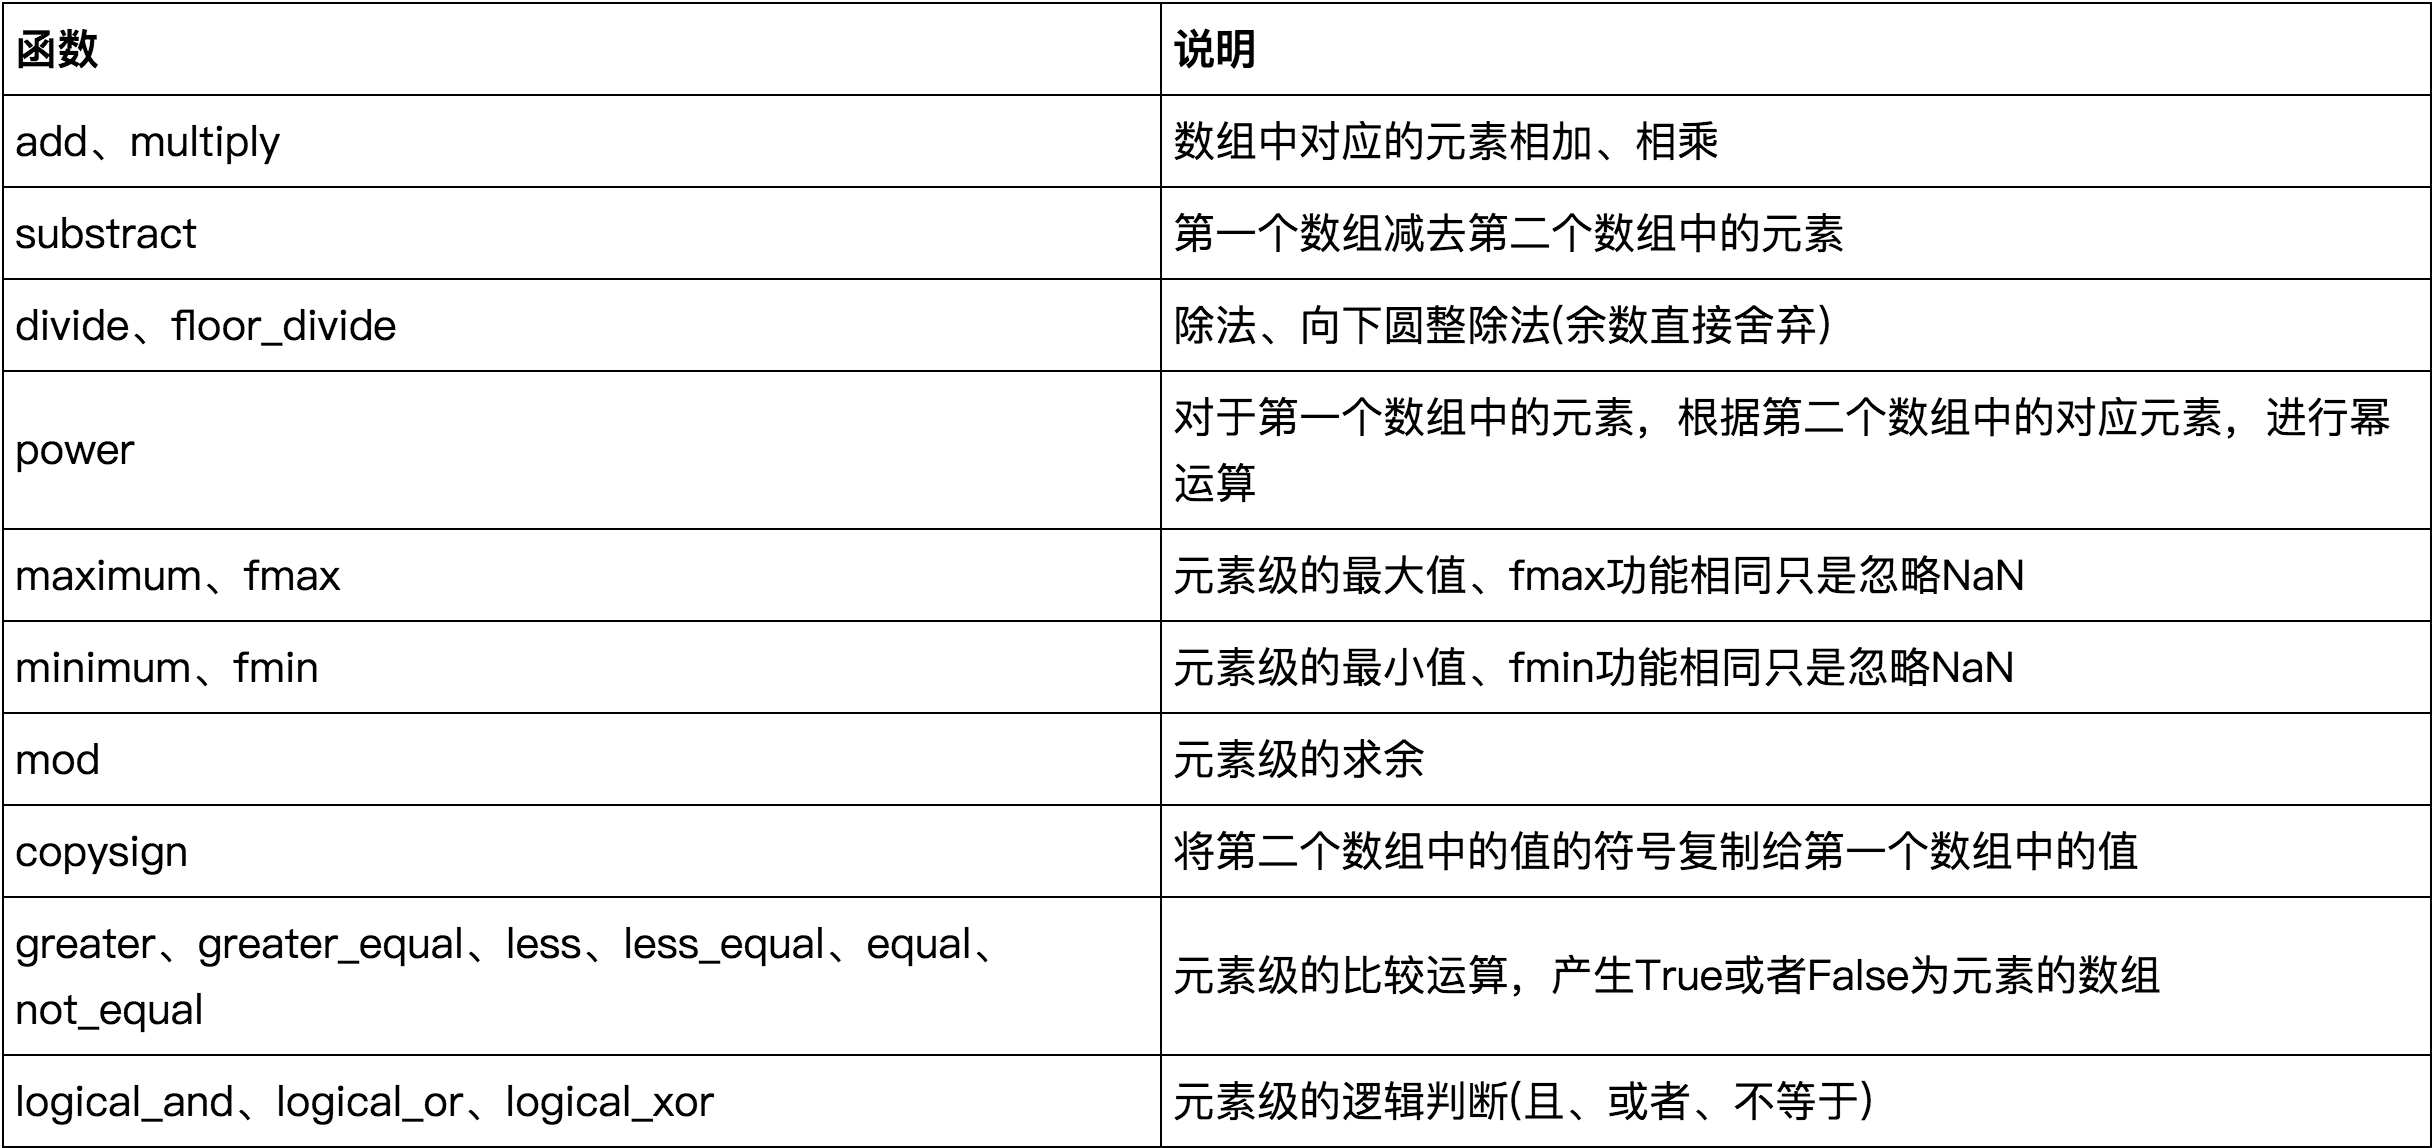 函数
说明
add、multiply
数组中对应的元素相加、相乘
substract
第一个数组减去第二个数组中的元素
divide、floor_divide
除法、向下圆整除法(余数直接舍弃)
power
对于第一个数组中的元素，根据第二个数组中的对应元素，进行幂
运算
maximum、fmax
元素级的最大值、fmax功能相同只是忽略NaN
minimum、fmin
元素级的最小值、fmin功能相同只是忽略NaN
mod
元素级的求余
copysign
将第二个数组中的值的符号复制给第一个数组中的值
greater、greater_equal、less、less_equal、equal、
not_equal
元素级的比较运算，产生True或者False为元素的数组
logical_and、logical_or、logical_xor
元素级的逻辑判断(且、或者、不等于)